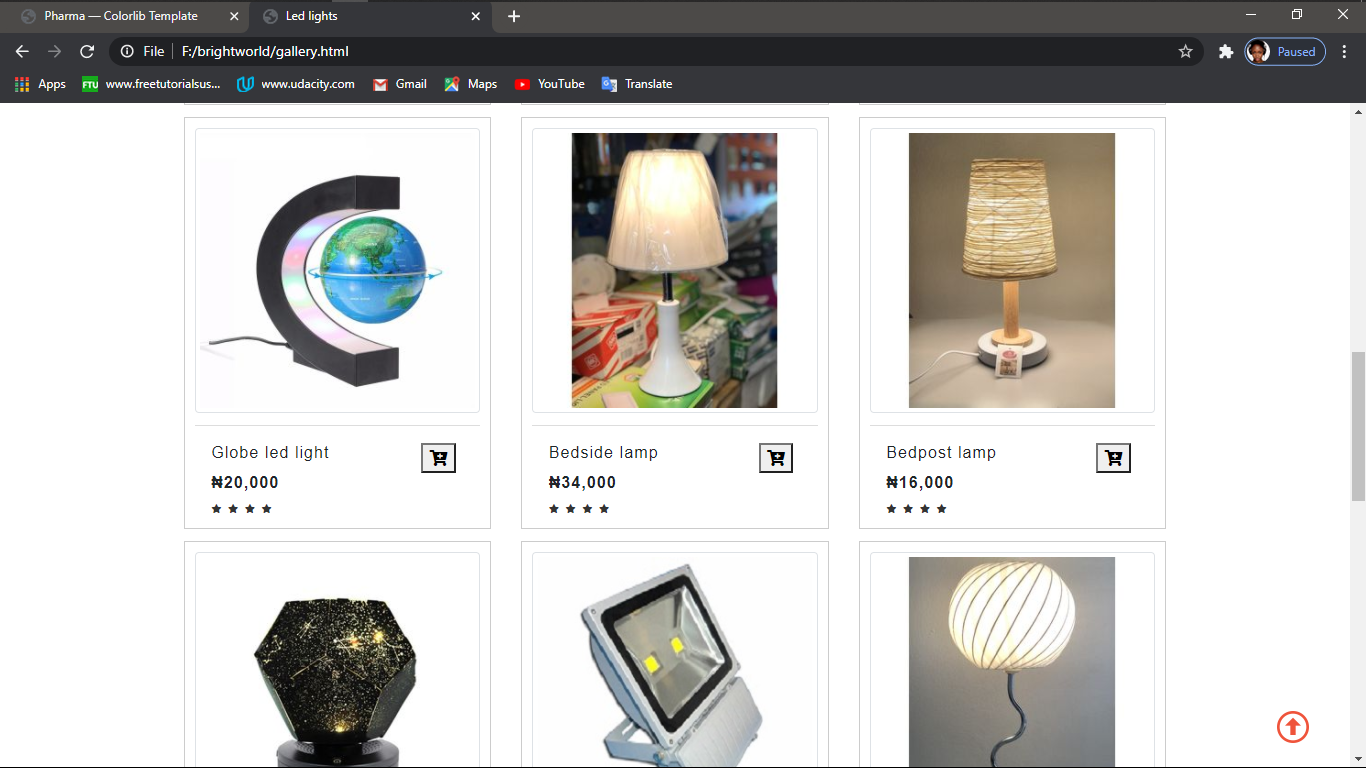 Pharma — Colorlib Template
Led lights
File
F:/brightworld/gallery.html
Paused
Apps
FTU
www.freetutorialsus...
www.udacity.com
Gmail
Maps
YouTube
Translate
Globe led light
₦20,000
Bedside lamp
₦34,000
Bedpost lamp
₦16,000